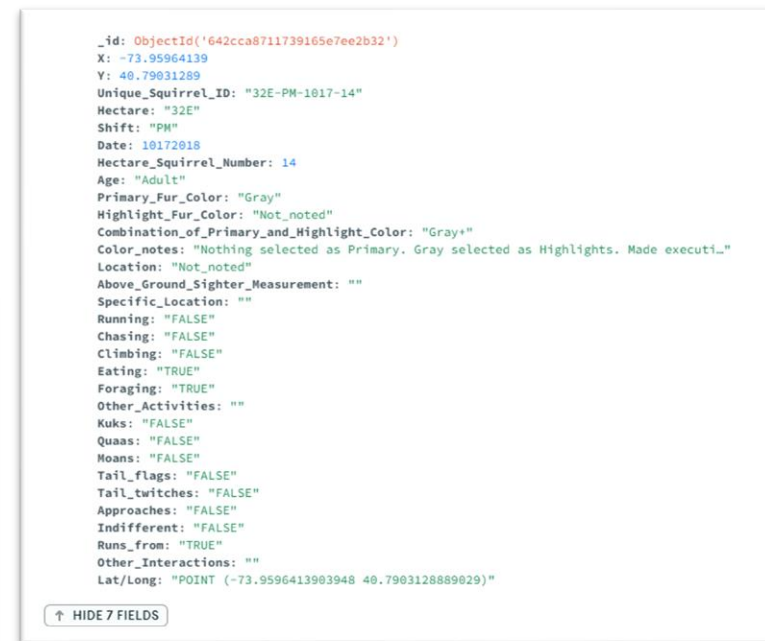 _id: ObjectId('642cca8711739165e7ee2b32')
X: -73.95964139
Y: 40.79031289
Unique_Squirrel_ID: "32E-PM-1017-14"
Hectare: "32E"
Shift: "PM"
Date: 10172018
Hectare_Squirrel_Number: 14
Age: "Adult"
Primary_Fur_Color: "Gray"
Highlight_Fur_Color: "Not_noted"
Combination_of_Primary_and_Highlight_Color: "Gray+"
Color_notes: "Nothing selected as Primary. Gray selected as Highlights. Made executi…"
Location: "Not_noted"
Above_Ground_Sighter_Measurement: ""
Specific_Location: ""
Running: "FALSE"
Chasing: "FALSE"
Climbing: "FALSE"
Eating: "TRUE"
Foraging: "TRUE"
Other_Activities: ""
Kuks: "FALSE"
Quaas: "FALSE"
Moans: "FALSE"
Tail_flags: "FALSE"
Tail_twitches: "FALSE"
Approaches: "FALSE"
Indifferent: "FALSE"
Runs_from: "TRUE"
Other_Interactions: ""
Lat/Long: "POINT (-73.9596413903948 40.7903128889029)"
↑ HIDE 7 FIELDS